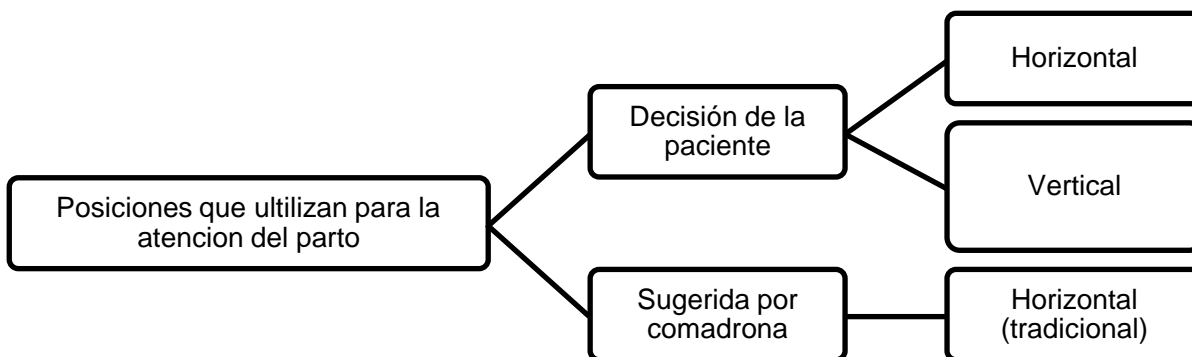 Posiciones que ultilizan para la
atencion del parto
Decisión de la
paciente
Horizontal
Vertical
Sugerida por
comadrona
Horizontal
(tradicional)